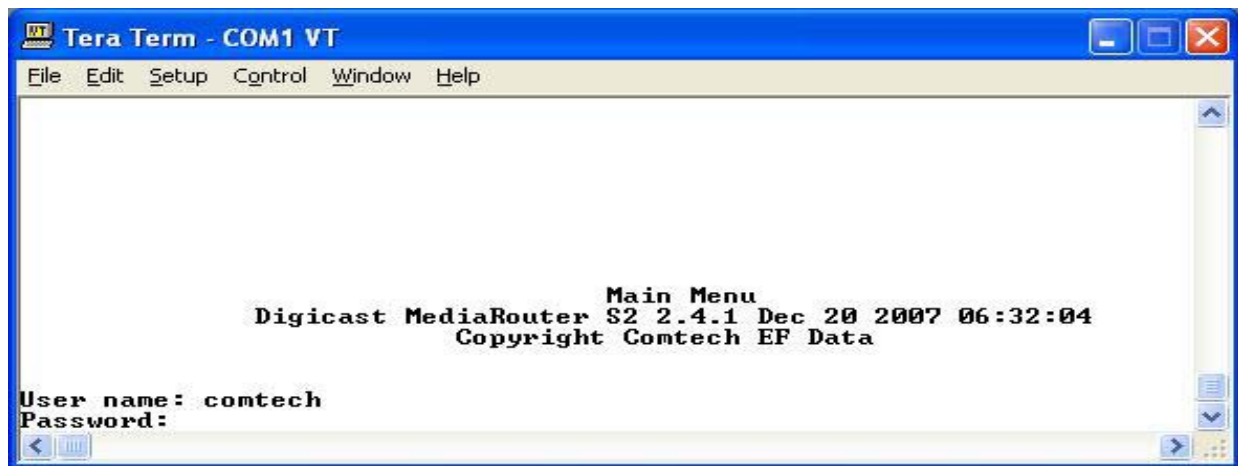 Tera Term - COM1 VT
File Edit Setup Control Window Help
Main Menu
Digicast MediaRouter S2 2.4.1 Dec 20 2007 06:32:04
Copyright Comtech EF Data
User name: comtech
Password: